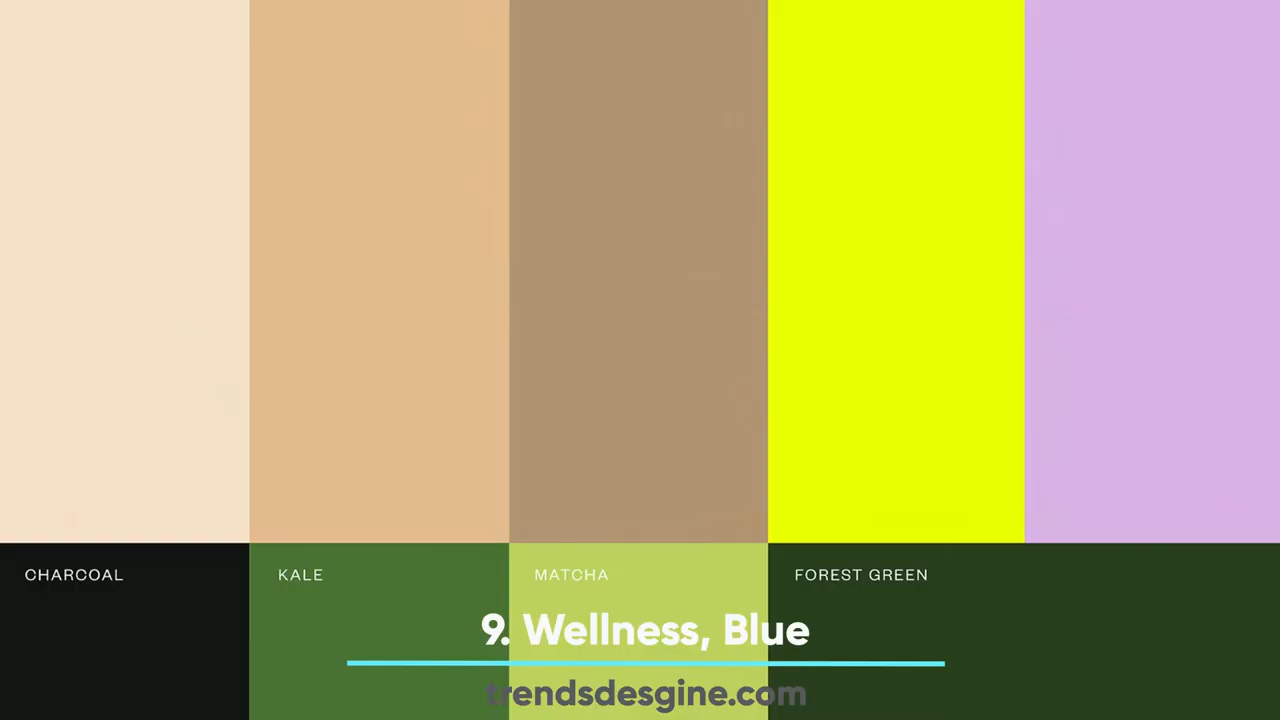 CHARCOAL
KALE
MATCHA
FOREST GREEN
9. Wellness, Blue
trendsdesgine.com